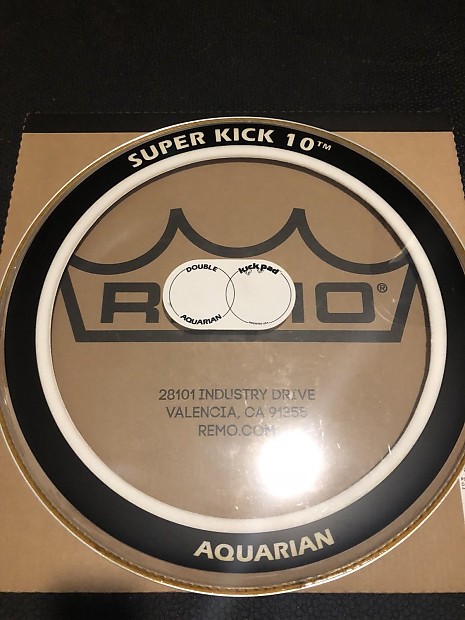 SUPER KICK 10™
REMO®
DOUBLE
kick pad
AQUARIAN
28101 INDUSTRY DRIVE
VALENCIA, CA 91355
REMO.COM
AQUARIAN